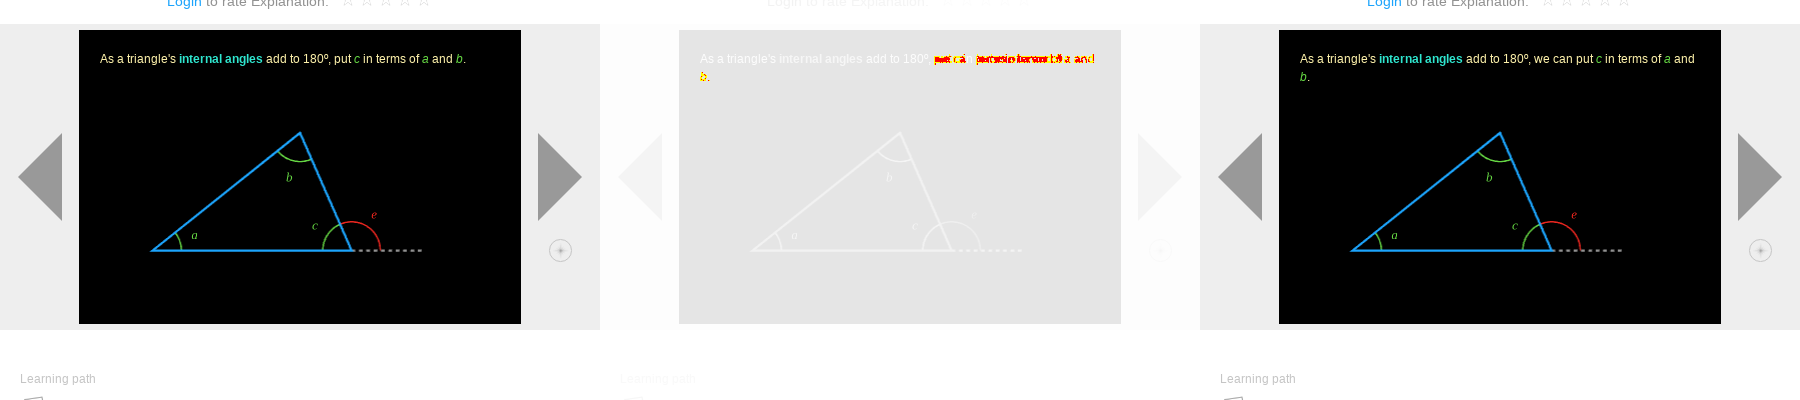 Login to rate Explanation:
As a triangle's internal angles add to 180º, put c in terms of a and b.
b
e
c
a
Learning path
Login to rate Explanation:
As a triangle's internal angles add to 180º,
b.
b
e
c
a
Learning path
Login to rate Explanation:
As a triangle's internal angles add to 180º, we can put c in terms of a and
b.
b
e
c
a
Learning path